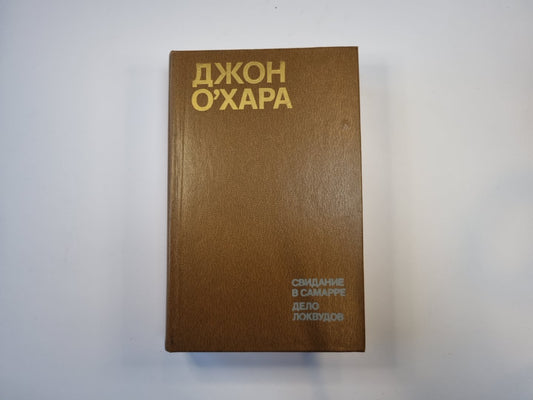 ДЖОН
О’ХАРА
СВИДАНИЕ
В САМАРРЕ
ДЕЛО
ЛОКВУДОВ